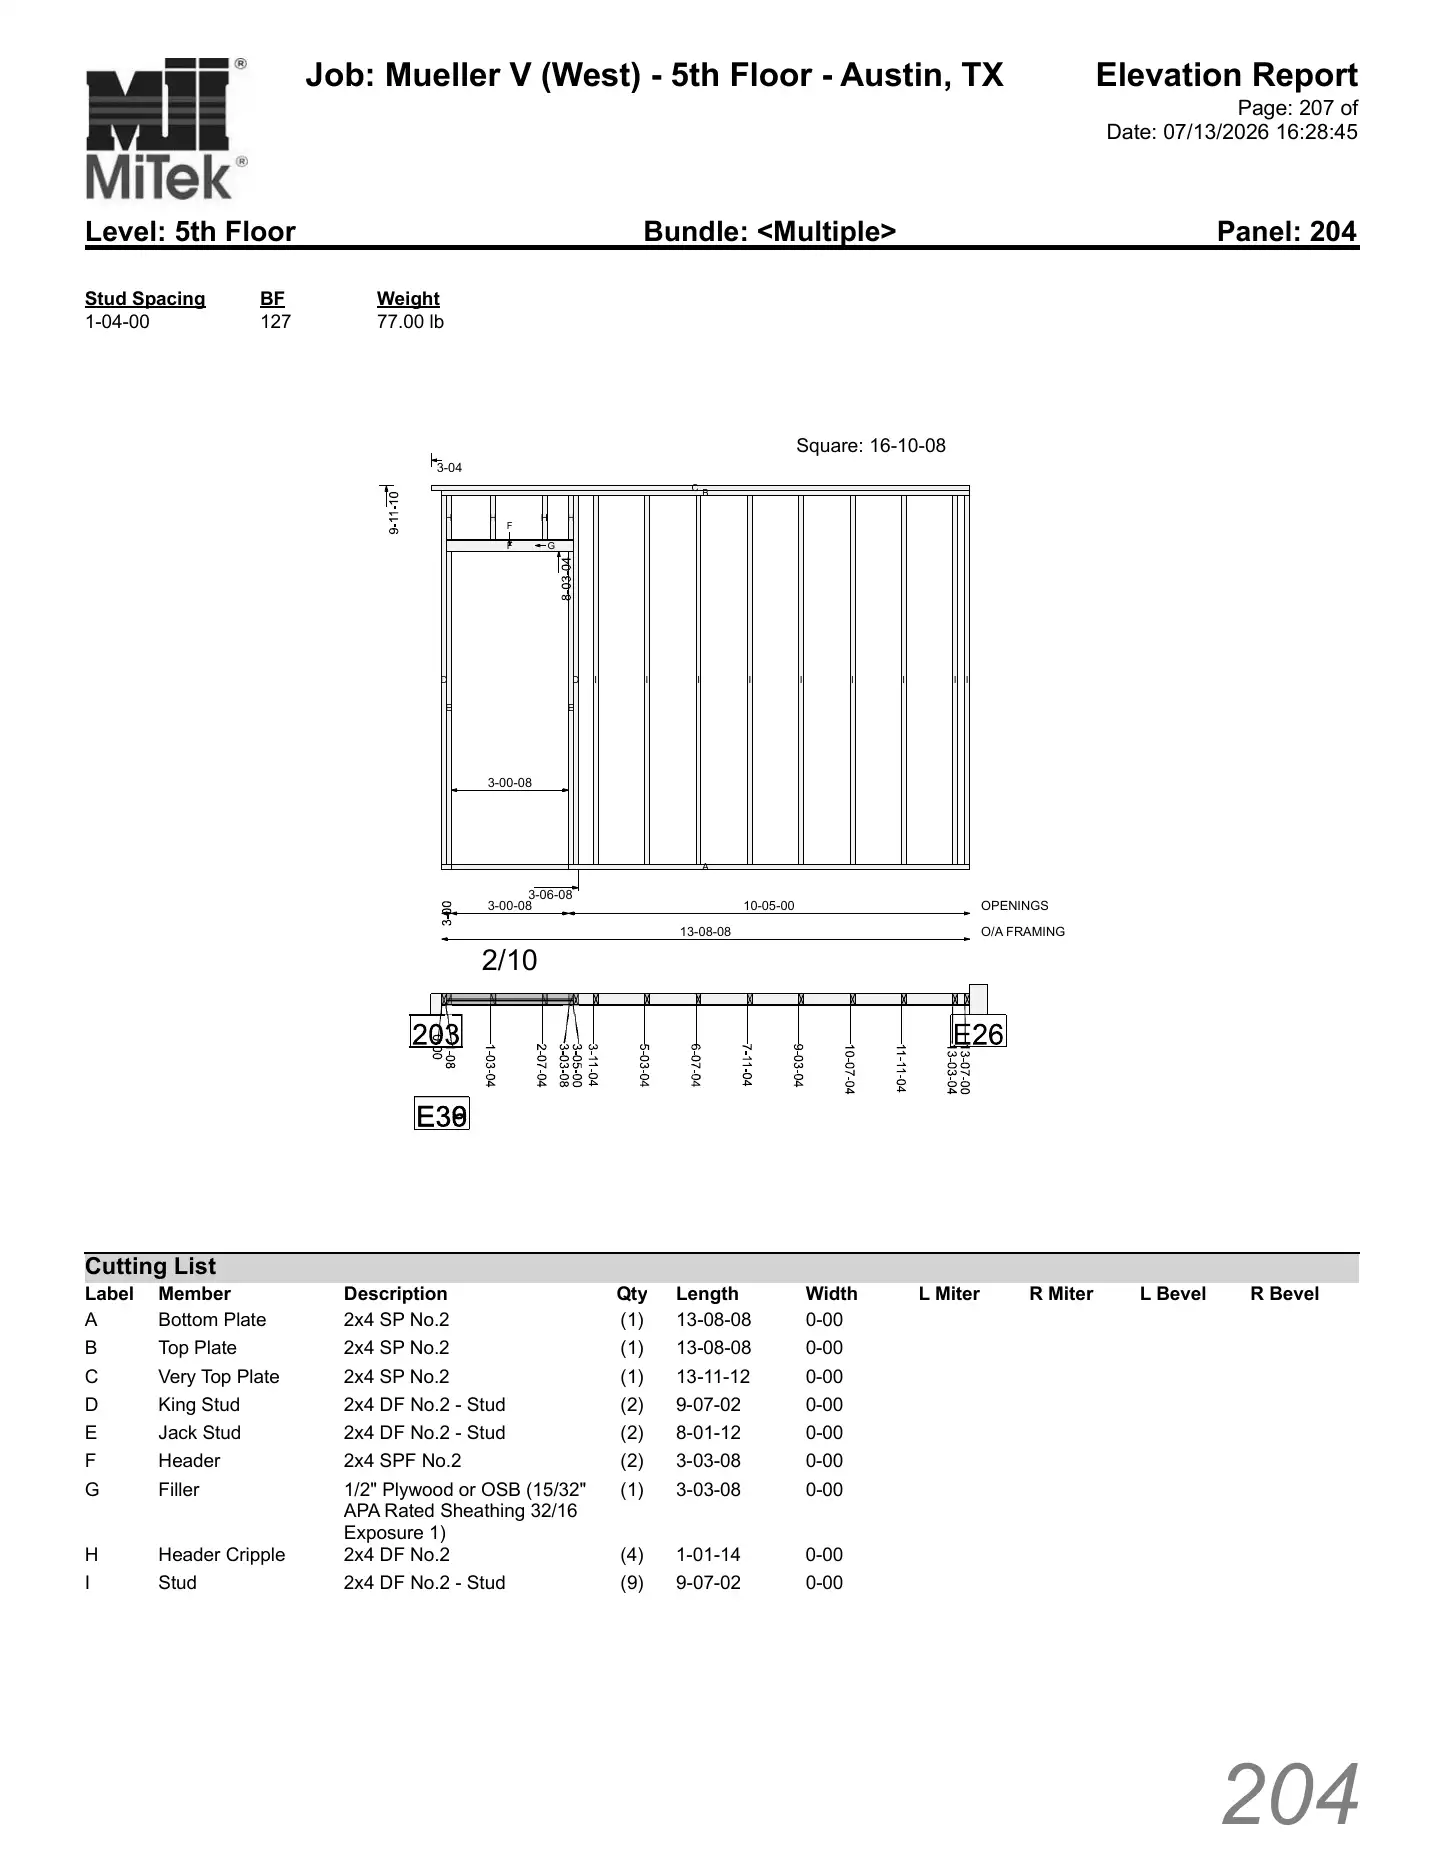 MiTek®
Job: Mueller V (West) - 5th Floor - Austin, TX
Elevation Report
Page: 207 of
Date: 07/13/2026 16:28:45
Level: 5th Floor Bundle: <Multiple> Panel: 204
Stud Spacing BF Weight
1-04-00 127 77.00 lb
Square: 16-10-08
3-04
9-11-10
C
B
H H H H
F
F G
8-03-04
D D I I I I I I I I I
E E
3-00-08
A
3-06-08
3-00 3-00-08 10-05-00 OPENINGS
13-08-08 O/A FRAMING
2/10
203 E26
1-03-04 2-07-04 3-03-08 3-05-00 3-11-04 5-03-04 6-07-04 7-11-04 9-03-04 10-07-04 11-11-04 13-03-04 13-07-00
Cutting List
Label Member Description Qty Length Width L Miter R Miter L Bevel R Bevel
A Bottom Plate 2x4 SP No.2 (1) 13-08-08 0-00
B Top Plate 2x4 SP No.2 (1) 13-08-08 0-00
C Very Top Plate 2x4 SP No.2 (1) 13-11-12 0-00
D King Stud 2x4 DF No.2 - Stud (2) 9-07-02 0-00
E Jack Stud 2x4 DF No.2 - Stud (2) 8-01-12 0-00
F Header 2x4 SPF No.2 (2) 3-03-08 0-00
G Filler 1/2" Plywood or OSB (15/32" (1) 3-03-08 0-00
APA Rated Sheathing 32/16
Exposure 1)
H Header Cripple 2x4 DF No.2 (4) 1-01-14 0-00
I Stud 2x4 DF No.2 - Stud (9) 9-07-02 0-00
204